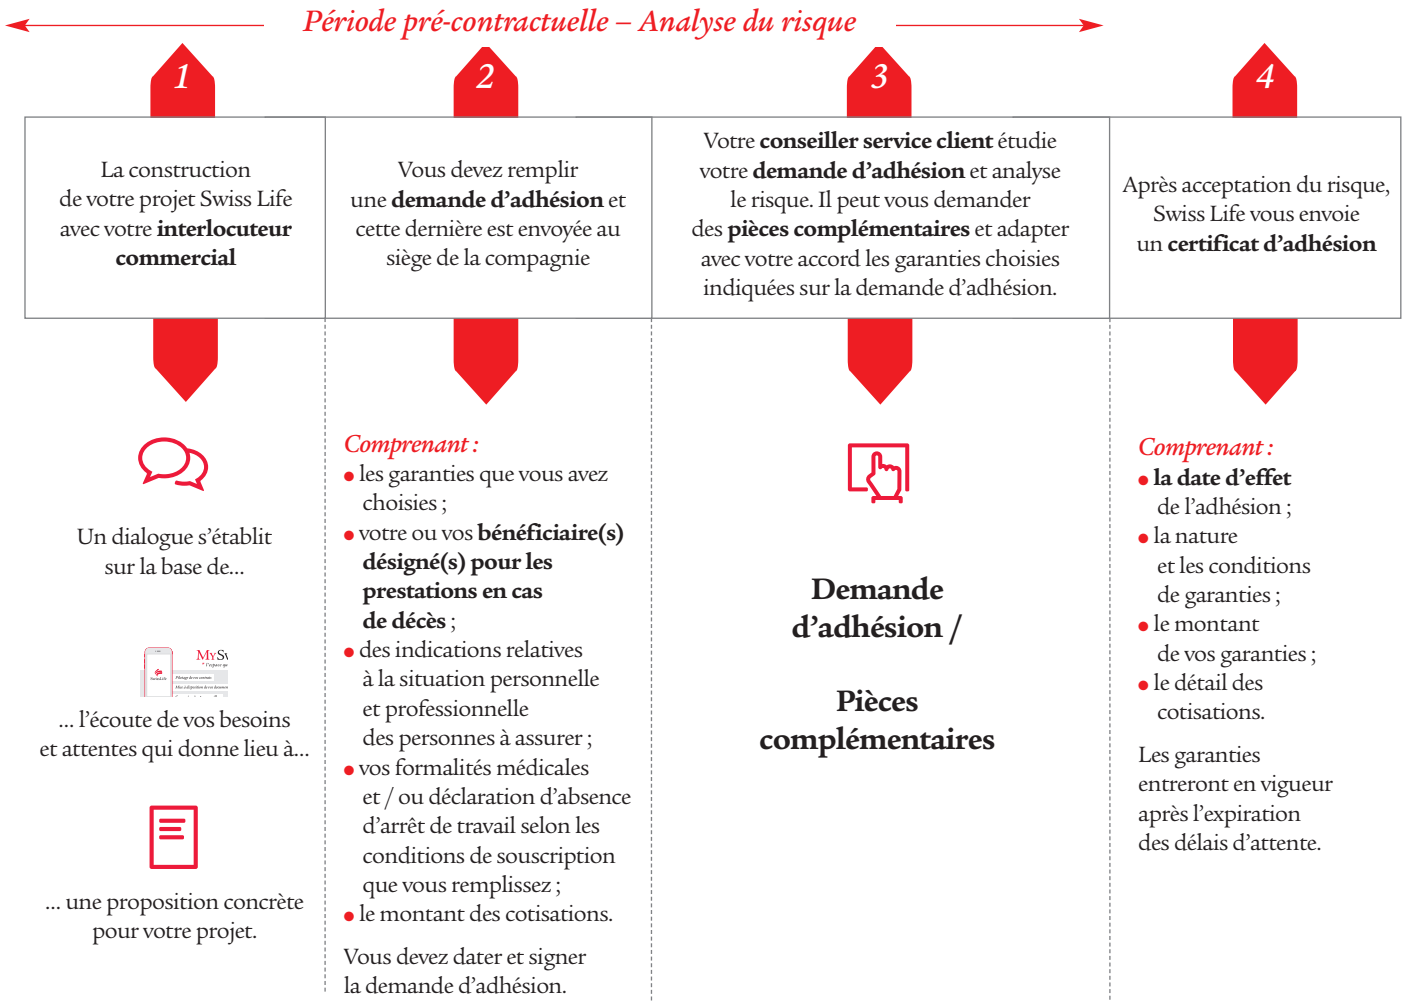 Période pré-contractuelle – Analyse du risque
1
La construction
de votre projet Swiss Life
avec votre interlocuteur
commercial
Un dialogue s’établit
sur la base de...
MYSw
SwissLife
... l’écoute de vos besoins
et attentes qui donne lieu à...
... une proposition concrète
pour votre projet.
2
Vous devez remplir
une demande d’adhésion et
cette dernière est envoyée au
siège de la compagnie
Comprenant :
• les garanties que vous avez
choisies ;
• votre ou vos bénéficiaire(s)
désigné(s) pour les
prestations en cas
de décès ;
• des indications relatives
à la situation personnelle
et professionnelle
des personnes à assurer ;
• vos formalités médicales
et / ou déclaration d’absence
d’arrêt de travail selon les
conditions de souscription
que vous remplissez ;
• le montant des cotisations.
Vous devez dater et signer
la demande d’adhésion.
3
Votre conseiller service client étudie
votre demande d’adhésion et analyse
le risque. Il peut vous demander
des pièces complémentaires et adapter
avec votre accord les garanties choisies
indiquées sur la demande d’adhésion.
Demande
d’adhésion /
Pièces
complémentaires
4
Après acceptation du risque,
Swiss Life vous envoie
un certificat d’adhésion
Comprenant :
• la date d’effet
de l’adhésion ;
• la nature
et les conditions
de garanties ;
• le montant
de vos garanties ;
• le détail des
cotisations.
Les garanties
entreront en vigueur
après l’expiration
des délais d’attente.